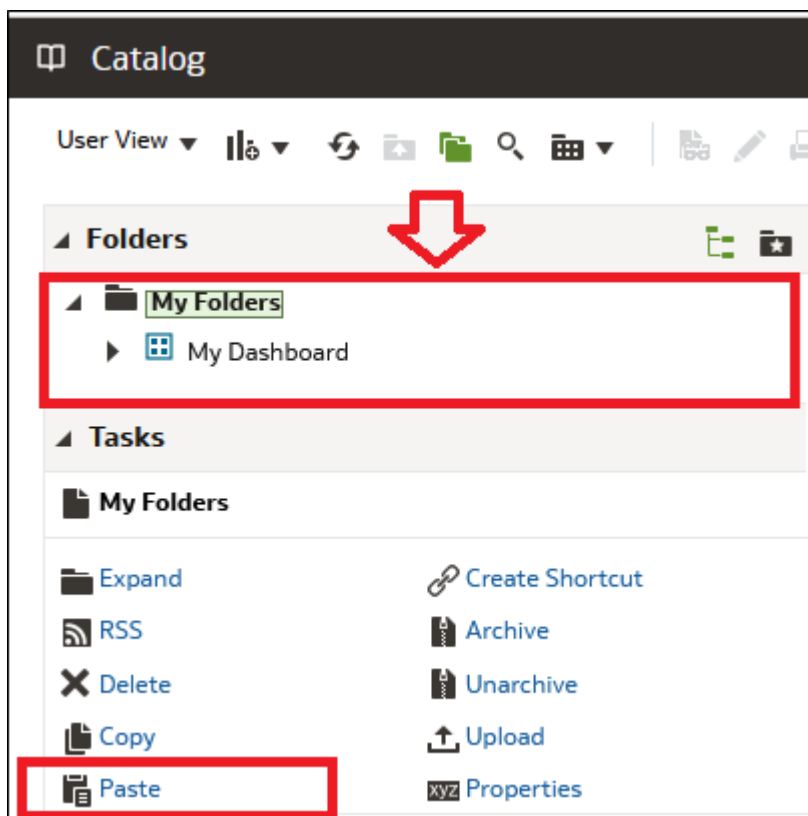 Catalog
User View
Folders
My Folders
My Dashboard
Tasks
My Folders
Expand
Create Shortcut
RSS
Archive
Delete
Unarchive
Copy
Upload
Paste
xyz Properties